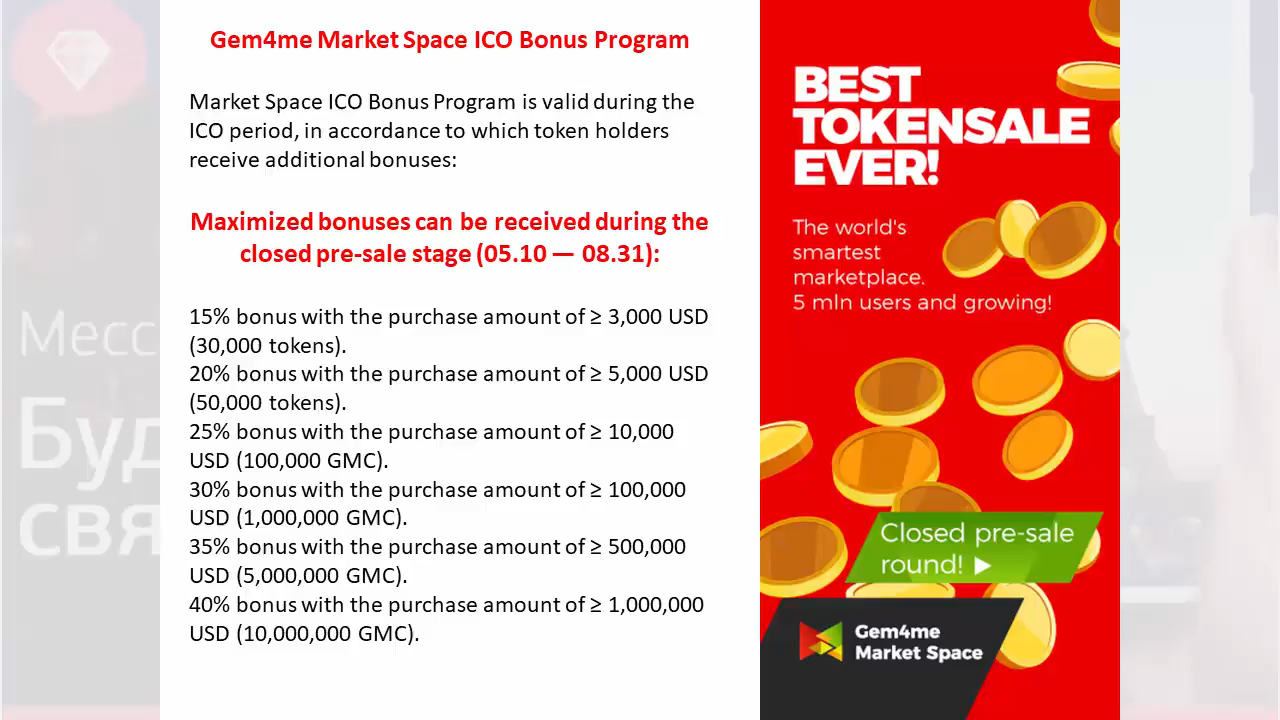 Gem4me Market Space ICO Bonus Program
Market Space ICO Bonus Program is valid during the
ICO period, in accordance to which token holders
receive additional bonuses:
Maximized bonuses can be received during the
closed pre-sale stage (05.10 — 08.31):
15% bonus with the purchase amount of ≥ 3,000 USD
(30,000 tokens).
20% bonus with the purchase amount of ≥ 5,000 USD
(50,000 tokens).
25% bonus with the purchase amount of ≥ 10,000
USD (100,000 GMC).
30% bonus with the purchase amount of ≥ 100,000
USD (1,000,000 GMC).
35% bonus with the purchase amount of ≥ 500,000
USD (5,000,000 GMC).
40% bonus with the purchase amount of ≥ 1,000,000
USD (10,000,000 GMC).
BEST
TOKENSALE
EVER!
The world's
smartest
marketplace.
5 mln users and growing!
Closed pre-sale
round! ▶
Gem4me
Market Space
Месс
Буд
свя